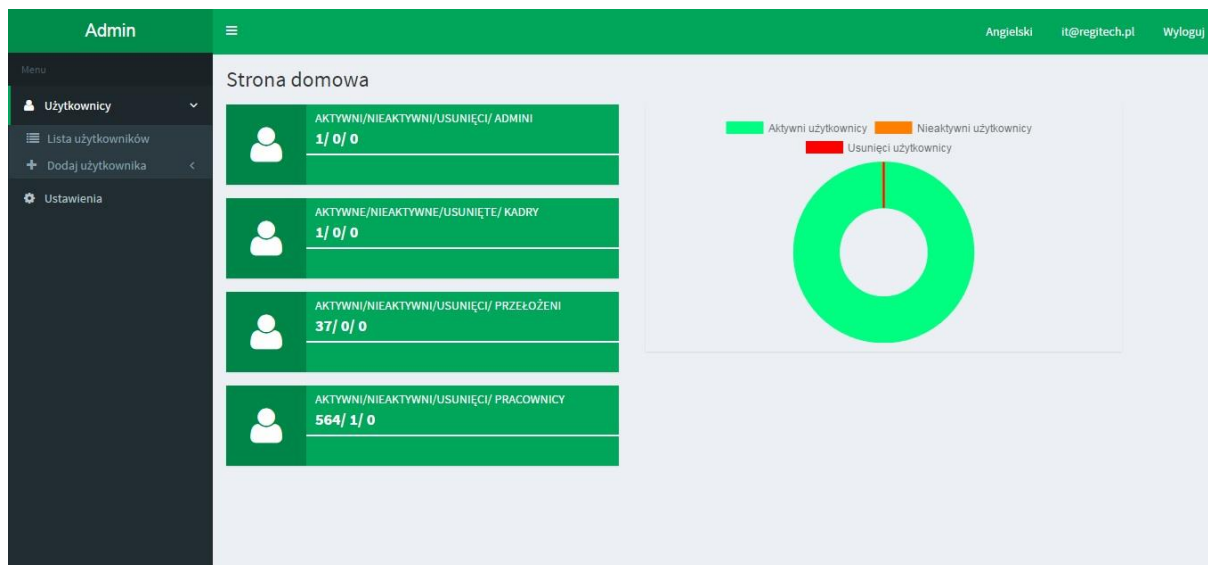 Admin
Angielski it@regitech.pl Wyloguj
Menu
Użytkownicy
Lista użytkowników
Dodaj użytkownika
Ustawienia
Strona domowa
AKTYWNI/NIEAKTYWNI/USUNIĘCI/ ADMINI
1/ 0/ 0
AKTYWNE/NIEAKTYWNE/USUNIĘTE/ KADRY
1/ 0/ 0
AKTYWNI/NIEAKTYWNI/USUNIĘCI/ PRZEŁOŻENI
37/ 0/ 0
AKTYWNI/NIEAKTYWNI/USUNIĘCI/ PRACOWNICY
564/ 1/ 0
Aktywni użytkownicy Nieaktywni użytkownicy
Usunięci użytkownicy